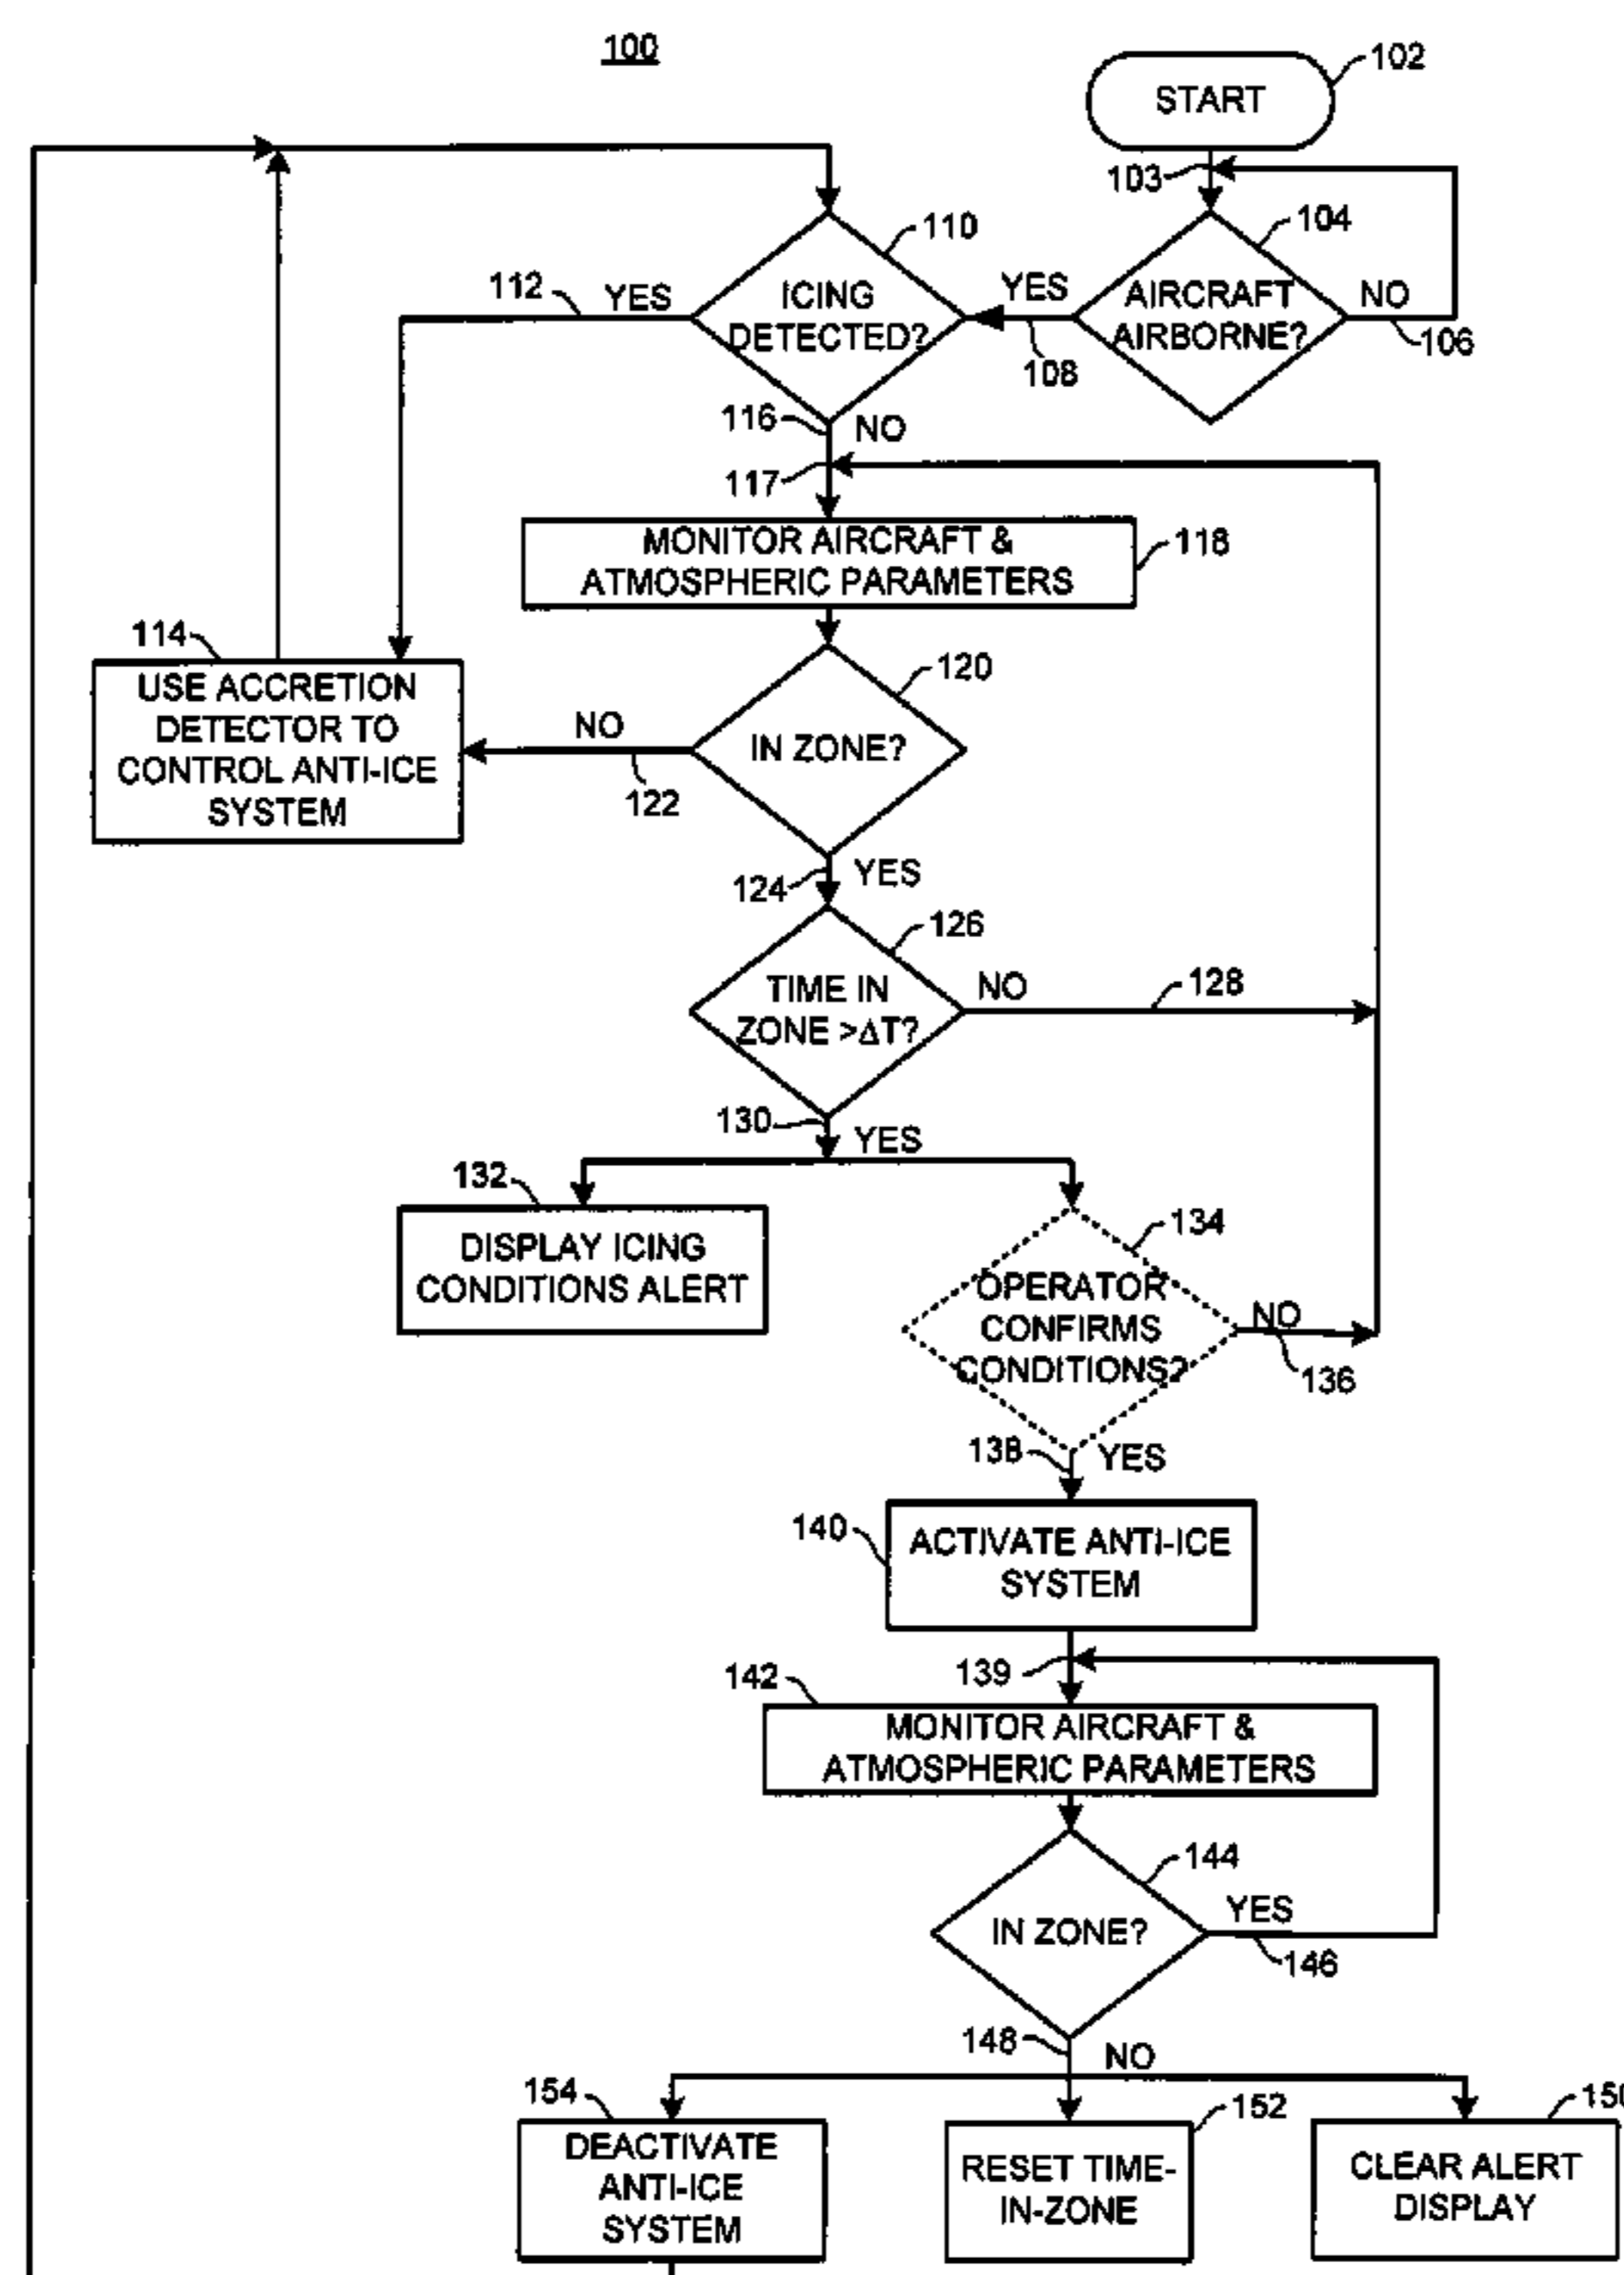 100
102
START
103
104
110
112
YES
ICING
DETECTED?
YES
108
AIRCRAFT
AIRBORNE?
NO
106
116
NO
117
MONITOR AIRCRAFT &
ATMOSPHERIC PARAMETERS
118
114
USE ACCRETION
DETECTOR TO
CONTROL ANTI-ICE
SYSTEM
120
NO
122
IN ZONE?
124
YES
126
TIME IN
ZONE >ΔT?
NO
128
130
YES
132
DISPLAY ICING
CONDITIONS ALERT
134
OPERATOR
CONFIRMS
CONDITIONS?
NO
136
138
YES
140
ACTIVATE ANTI-ICE
SYSTEM
139
142
MONITOR AIRCRAFT &
ATMOSPHERIC PARAMETERS
144
IN ZONE?
YES
146
148
NO
154
DEACTIVATE
ANTI-ICE
SYSTEM
152
RESET TIME-
IN-ZONE
CLEAR ALERT
DISPLAY